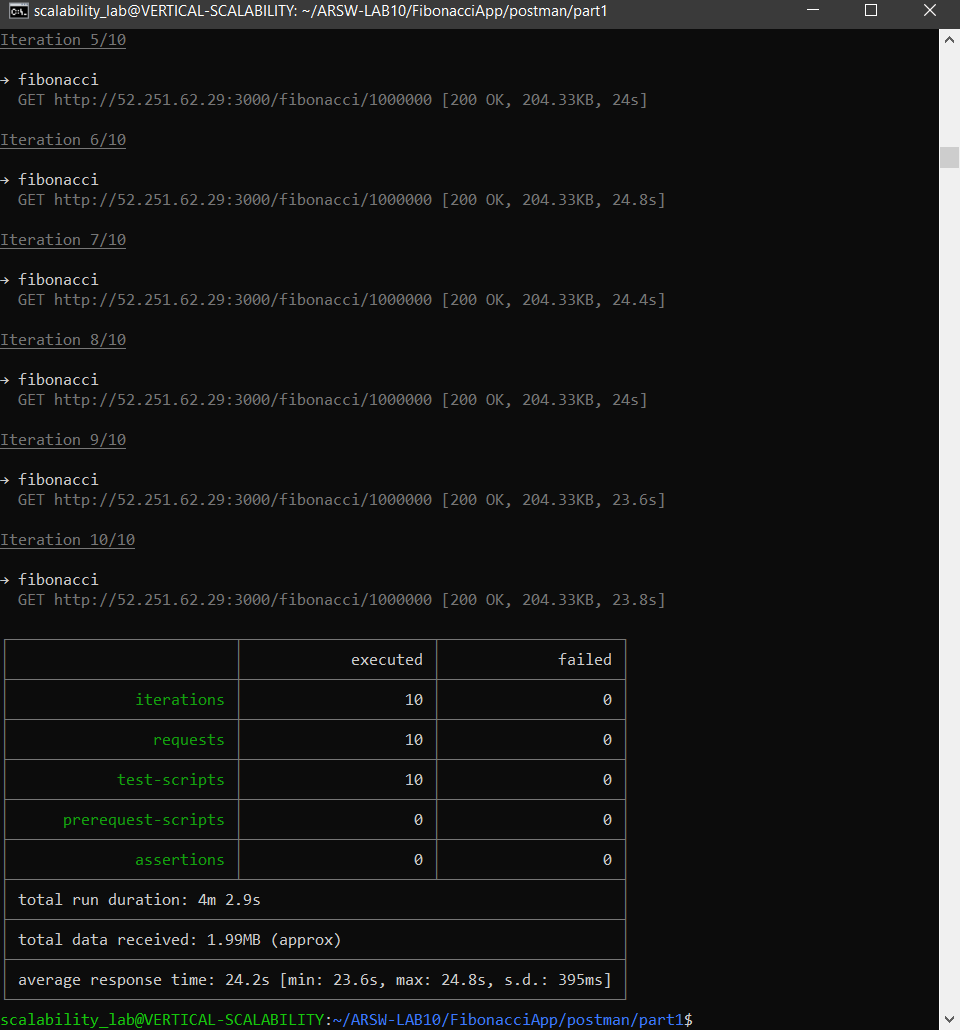 scalability_lab@VERTICAL-SCALABILITY: ~/ARSW-LAB10/FibonacciApp/postman/part1
Iteration 5/10
→ fibonacci
GET http://52.251.62.29:3000/fibonacci/1000000 [200 OK, 204.33KB, 24s]
Iteration 6/10
→ fibonacci
GET http://52.251.62.29:3000/fibonacci/1000000 [200 OK, 204.33KB, 24.8s]
Iteration 7/10
→ fibonacci
GET http://52.251.62.29:3000/fibonacci/1000000 [200 OK, 204.33KB, 24.4s]
Iteration 8/10
→ fibonacci
GET http://52.251.62.29:3000/fibonacci/1000000 [200 OK, 204.33KB, 24s]
Iteration 9/10
→ fibonacci
GET http://52.251.62.29:3000/fibonacci/1000000 [200 OK, 204.33KB, 23.6s]
Iteration 10/10
→ fibonacci
GET http://52.251.62.29:3000/fibonacci/1000000 [200 OK, 204.33KB, 23.8s]
executed failed
iterations 10 0
requests 10 0
test-scripts 10 0
prerequest-scripts 0 0
assertions 0 0
total run duration: 4m 2.9s
total data received: 1.99MB (approx)
average response time: 24.2s [min: 23.6s, max: 24.8s, s.d.: 395ms]
scalability_lab@VERTICAL-SCALABILITY:~/ARSW-LAB10/FibonacciApp/postman/part1$